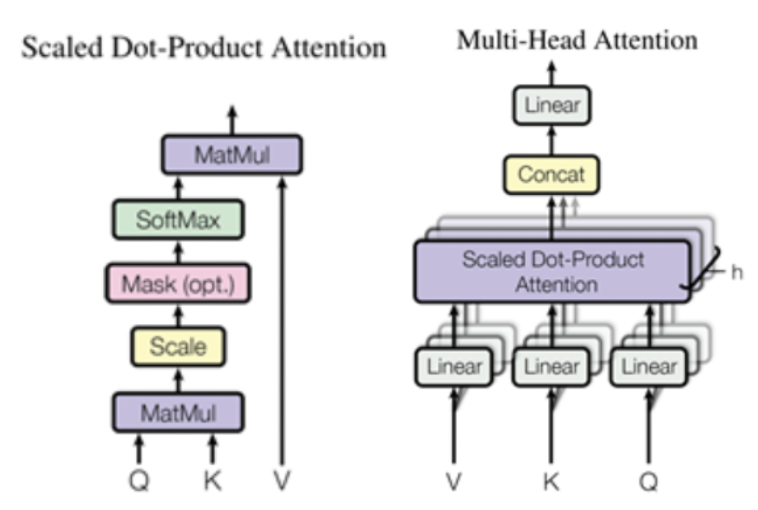 Scaled Dot-Product Attention
MatMul
SoftMax
Mask (opt.)
Scale
MatMul
Q K V
Multi-Head Attention
Linear
Concat
Scaled Dot-Product
Attention
h
Linear Linear Linear
V K Q